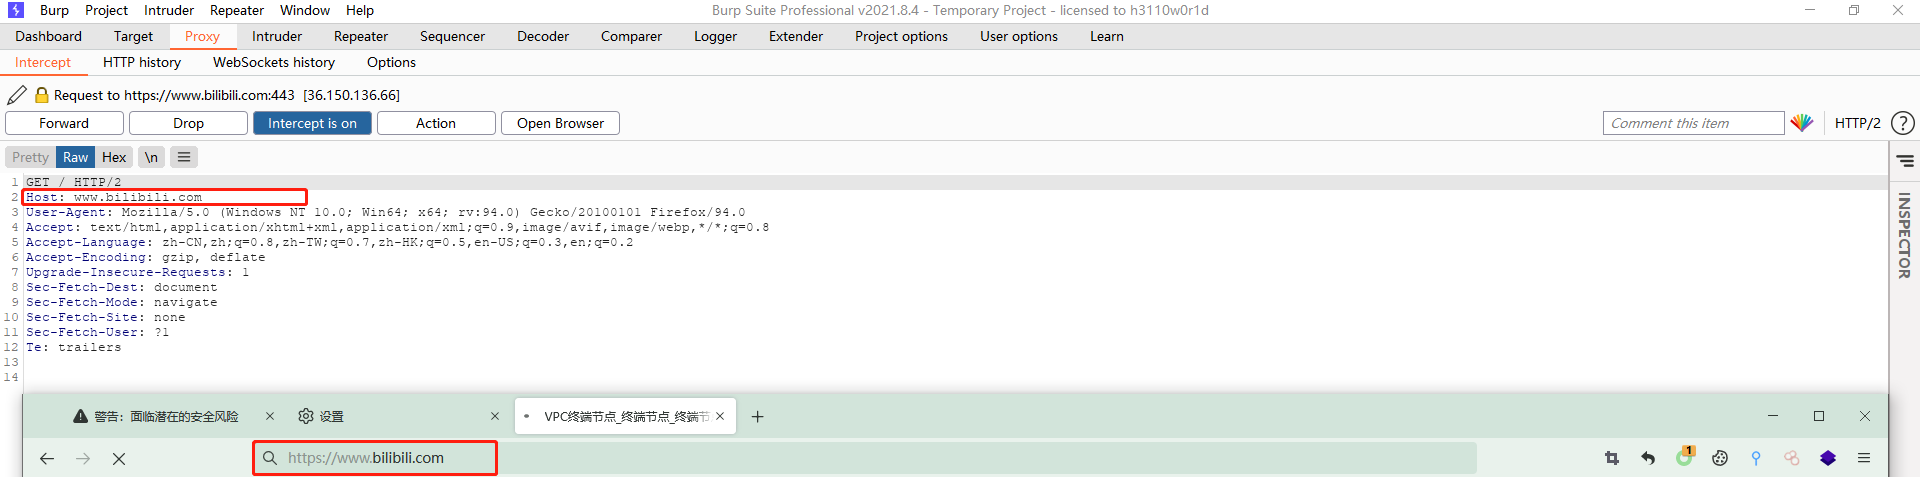 Burp Project Intruder Repeater Window Help Burp Suite Professional v2021.8.4 - Temporary Project - licensed to h3110w0r1d
Dashboard Target Proxy Intruder Repeater Sequencer Decoder Comparer Logger Extender Project options User options Learn
Intercept HTTP history WebSockets history Options
Request to https://www.bilibili.com:443 [36.150.136.66]
Forward Drop Intercept is on Action Open Browser Comment this item HTTP/2 ?
Pretty Raw Hex \n
1 GET / HTTP/2
2 Host: www.bilibili.com
3 User-Agent: Mozilla/5.0 (Windows NT 10.0; Win64; x64; rv:94.0) Gecko/20100101 Firefox/94.0
4 Accept: text/html,application/xhtml+xml,application/xml;q=0.9,image/avif,image/webp,*/*;q=0.8
5 Accept-Language: zh-CN,zh;q=0.8,zh-TW;q=0.7,zh-HK;q=0.5,en-US;q=0.3,en;q=0.2
6 Accept-Encoding: gzip, deflate
7 Upgrade-Insecure-Requests: 1
8 Sec-Fetch-Dest: document
9 Sec-Fetch-Mode: navigate
10 Sec-Fetch-Site: none
11 Sec-Fetch-User: ?1
12 Te: trailers
13
14
INSPECTOR
警告：面临潜在的安全风险 设置 VPC终端节点_终端节点_终端节
https://www.bilibili.com 1